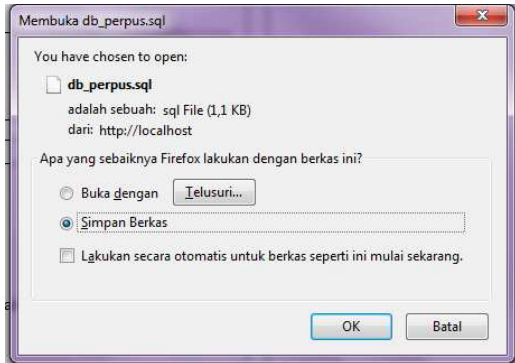 Membuka db_perpus.sql
You have chosen to open:
db_perpus.sql
adalah sebuah: sql File (1,1 KB)
dari: http://localhost
Apa yang sebaiknya Firefox lakukan dengan berkas ini?
Buka dengan Telusuri...
Simpan Berkas
Lakukan secara otomatis untuk berkas seperti ini mulai sekarang.
OK Batal